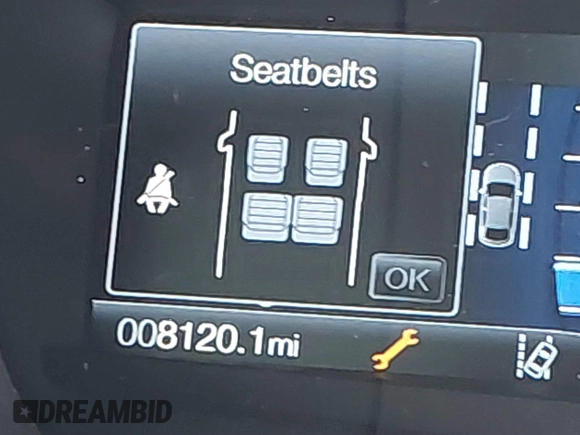 Seatbelts
OK
008120.1mi
DREAMBID